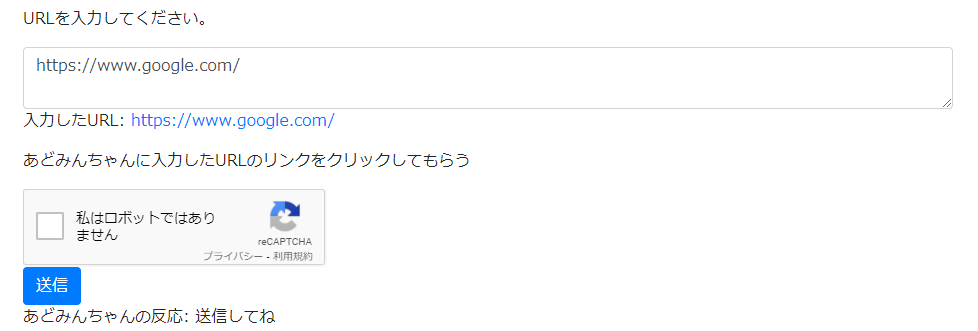 URLを入力してください。
https://www.google.com/
入力したURL: https://www.google.com/
あどみんちゃんに入力したURLのリンクをクリックしてもらう
私はロボットではあり
ません
reCAPTCHA
プライバシー - 利用規約
送信
あどみんちゃんの反応: 送信してね